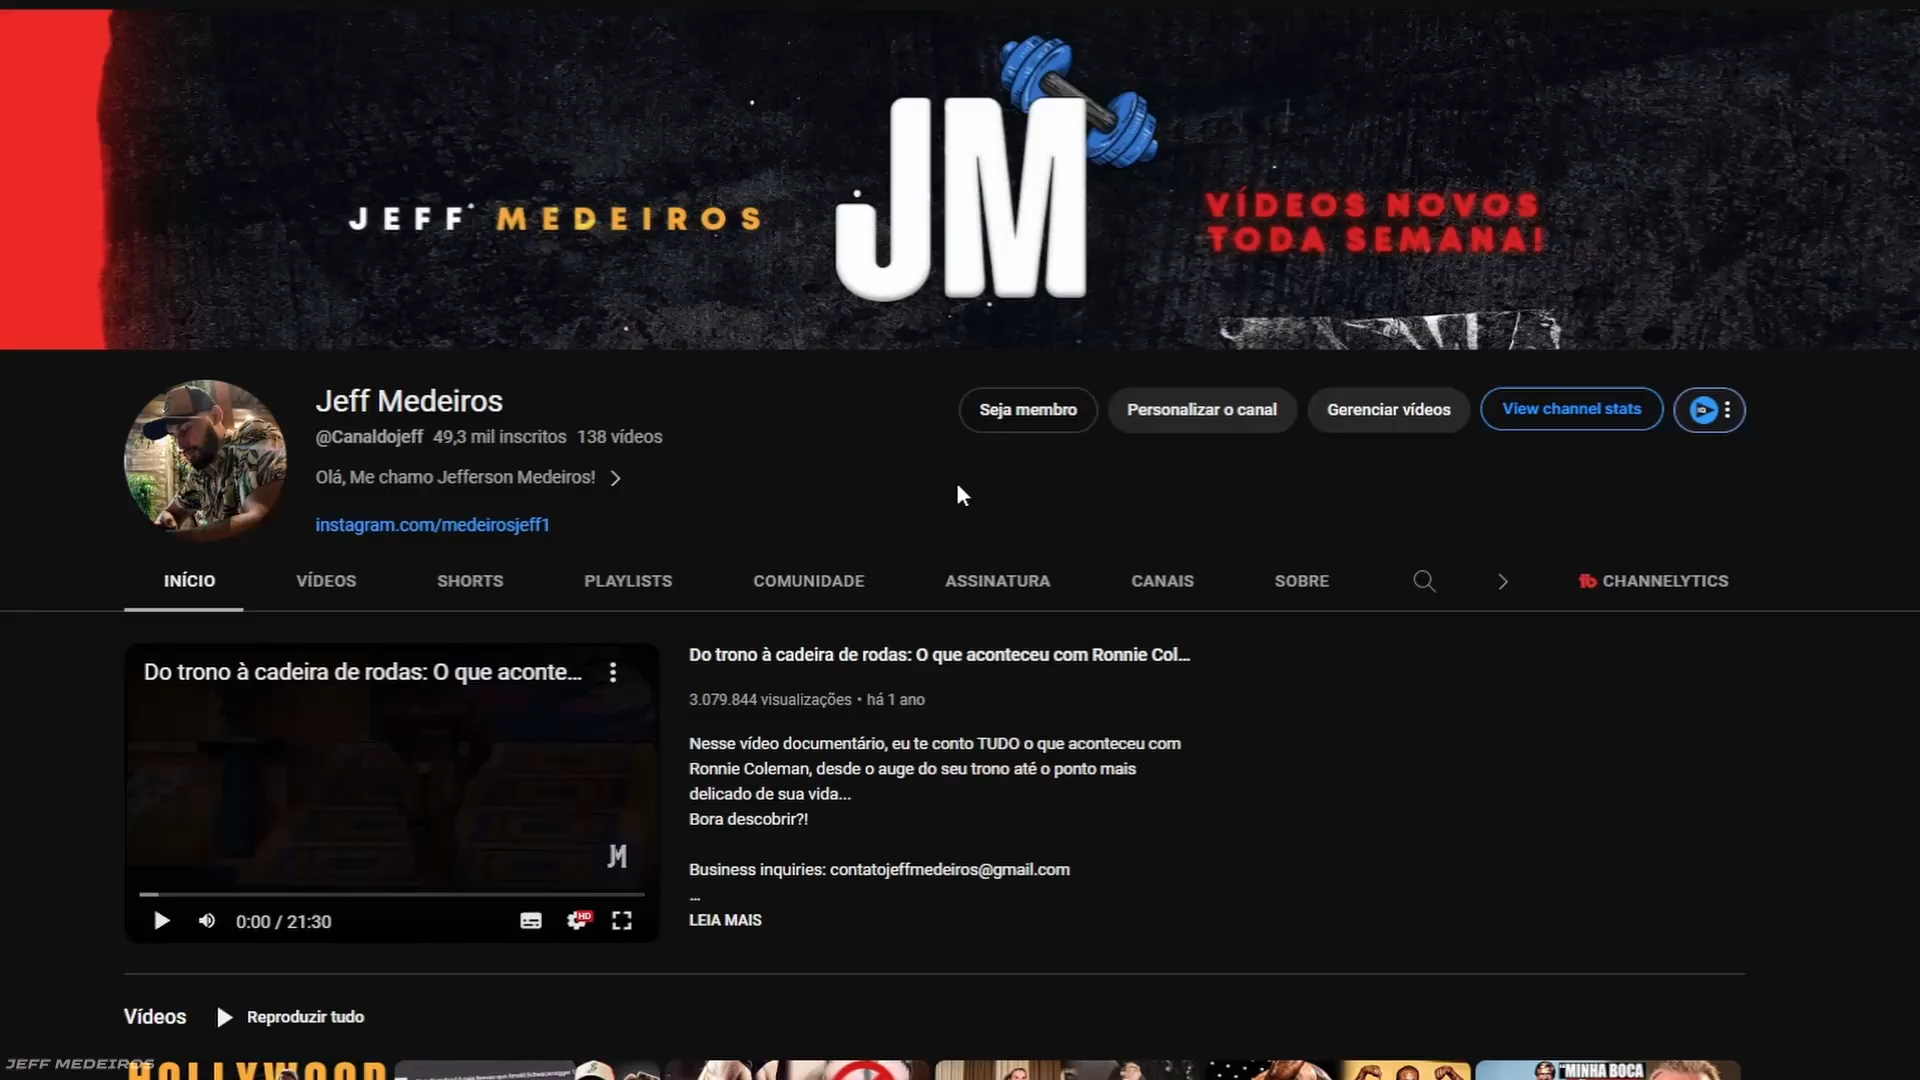 JEFF MEDEIROS
JM
VÍDEOS NOVOS
TODA SEMANA!
Jeff Medeiros
@Canaldojeff 49,3 mil inscritos 138 vídeos
Olá, Me chamo Jefferson Medeiros!
instagram.com/medeirosjeff1
Seja membro
Personalizar o canal
Gerenciar vídeos
View channel stats
INÍCIO
VÍDEOS
SHORTS
PLAYLISTS
COMUNIDADE
ASSINATURA
CANAIS
SOBRE
CHANNELYTICS
Do trono à cadeira de rodas: O que aconte...
JM
HD
0:00 / 21:30
Do trono à cadeira de rodas: O que aconteceu com Ronnie Col...
3.079.844 visualizações • há 1 ano
Nesse vídeo documentário, eu te conto TUDO o que aconteceu com
Ronnie Coleman, desde o auge do seu trono até o ponto mais
delicado de sua vida...
Bora descobrir?!
Business inquiries: contatojeffmedeiros@gmail.com
...
LEIA MAIS
Vídeos
Reproduzir tudo
JEFF MEDEIROS
HOLLYWOOD
"MINHA BOCA